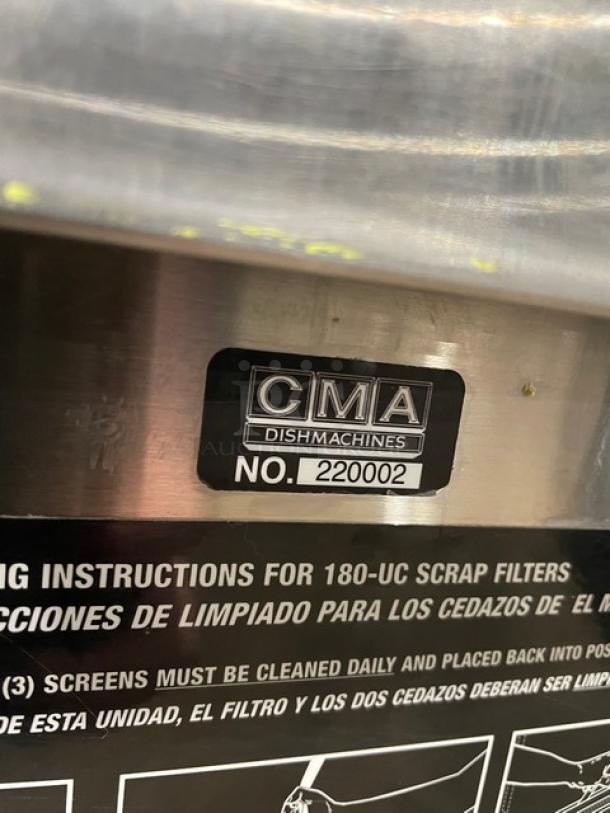 CMA
DISHMACHINES
NO. 220002
IG INSTRUCTIONS FOR 180-UC SCRAP FILTERS
CCIONES DE LIMPIADO PARA LOS CEDAZOS DE EL
(3) SCREENS MUST BE CLEANED DAILY AND PLACED BACK INTO POS
DE ESTA UNIDAD, EL FILTRO Y LOS DOS CEDAZOS DEBERAN SER LIMPI